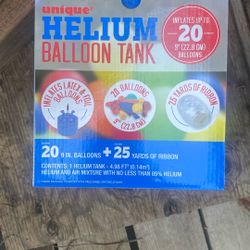 unique®
HELIUM
BALLOON TANK
INFLATES UP TO
20
9" (22.8 CM)
BALLOONS
INFLATES LATEX & FOIL
BALLOONS
20 BALLOONS
9" (22.8 CM)
25 YARDS OF RIBBON
20 9 IN. BALLOONS + 25 YARDS OF RIBBON
CONTENTS: 1 HELIUM TANK - 4.98 FT³ (0.14m³)
HELIUM AND AIR MIXTURE WITH NO LESS THAN 85% HELIUM